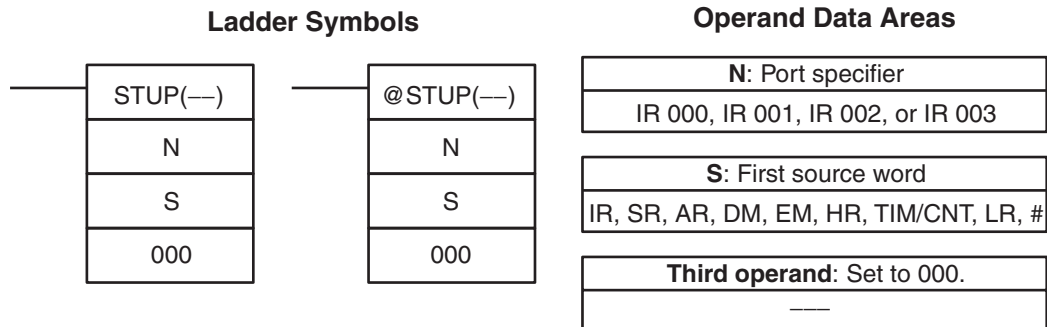 Ladder Symbols
STUP(––)
N
S
000
@STUP(––)
N
S
000
Operand Data Areas
N: Port specifier
IR 000, IR 001, IR 002, or IR 003
S: First source word
IR, SR, AR, DM, EM, HR, TIM/CNT, LR, #
Third operand: Set to 000.
–––